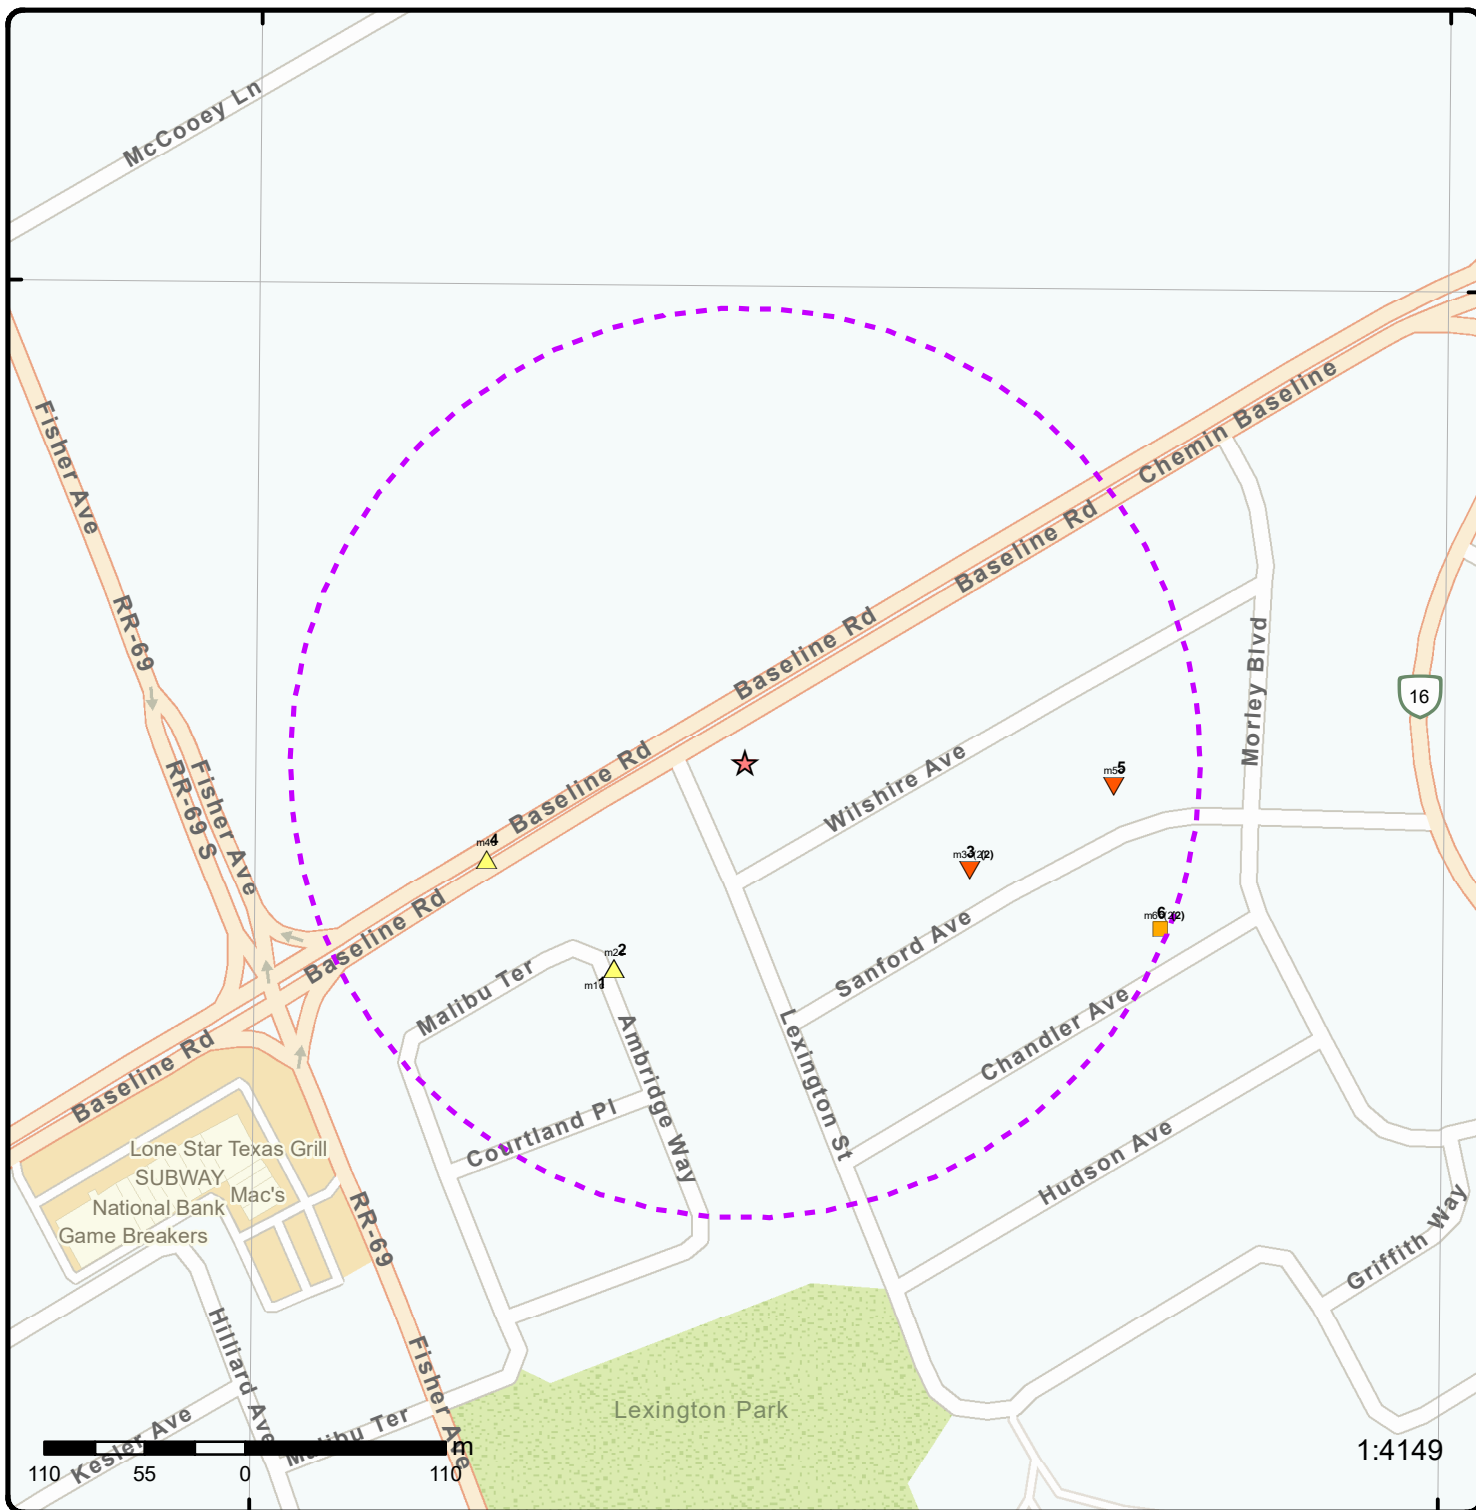 McCooey Ln
Fisher Ave
Chemin Baseline
Baseline Rd
RR-69
Baseline Rd
Morley Blvd
16
Fisher Ave
RR-69 S
Baseline Rd
Wilshire Ave
5
4
3
Baseline Rd
Sanford Ave
6
2
1
Malibu Ter
Chandler Ave
Baseline Rd
Ambridge Way
Lexington St
Courtland Pl
Hudson Ave
Lone Star Texas Grill
SUBWAY
Mac's
National Bank
Game Breakers
RR-69
Griffith Way
Hilliard Ave
Fisher Ave
Lexington Park
Kesler Ave
Malibu Ter
m
110 55 0 110
1:4149